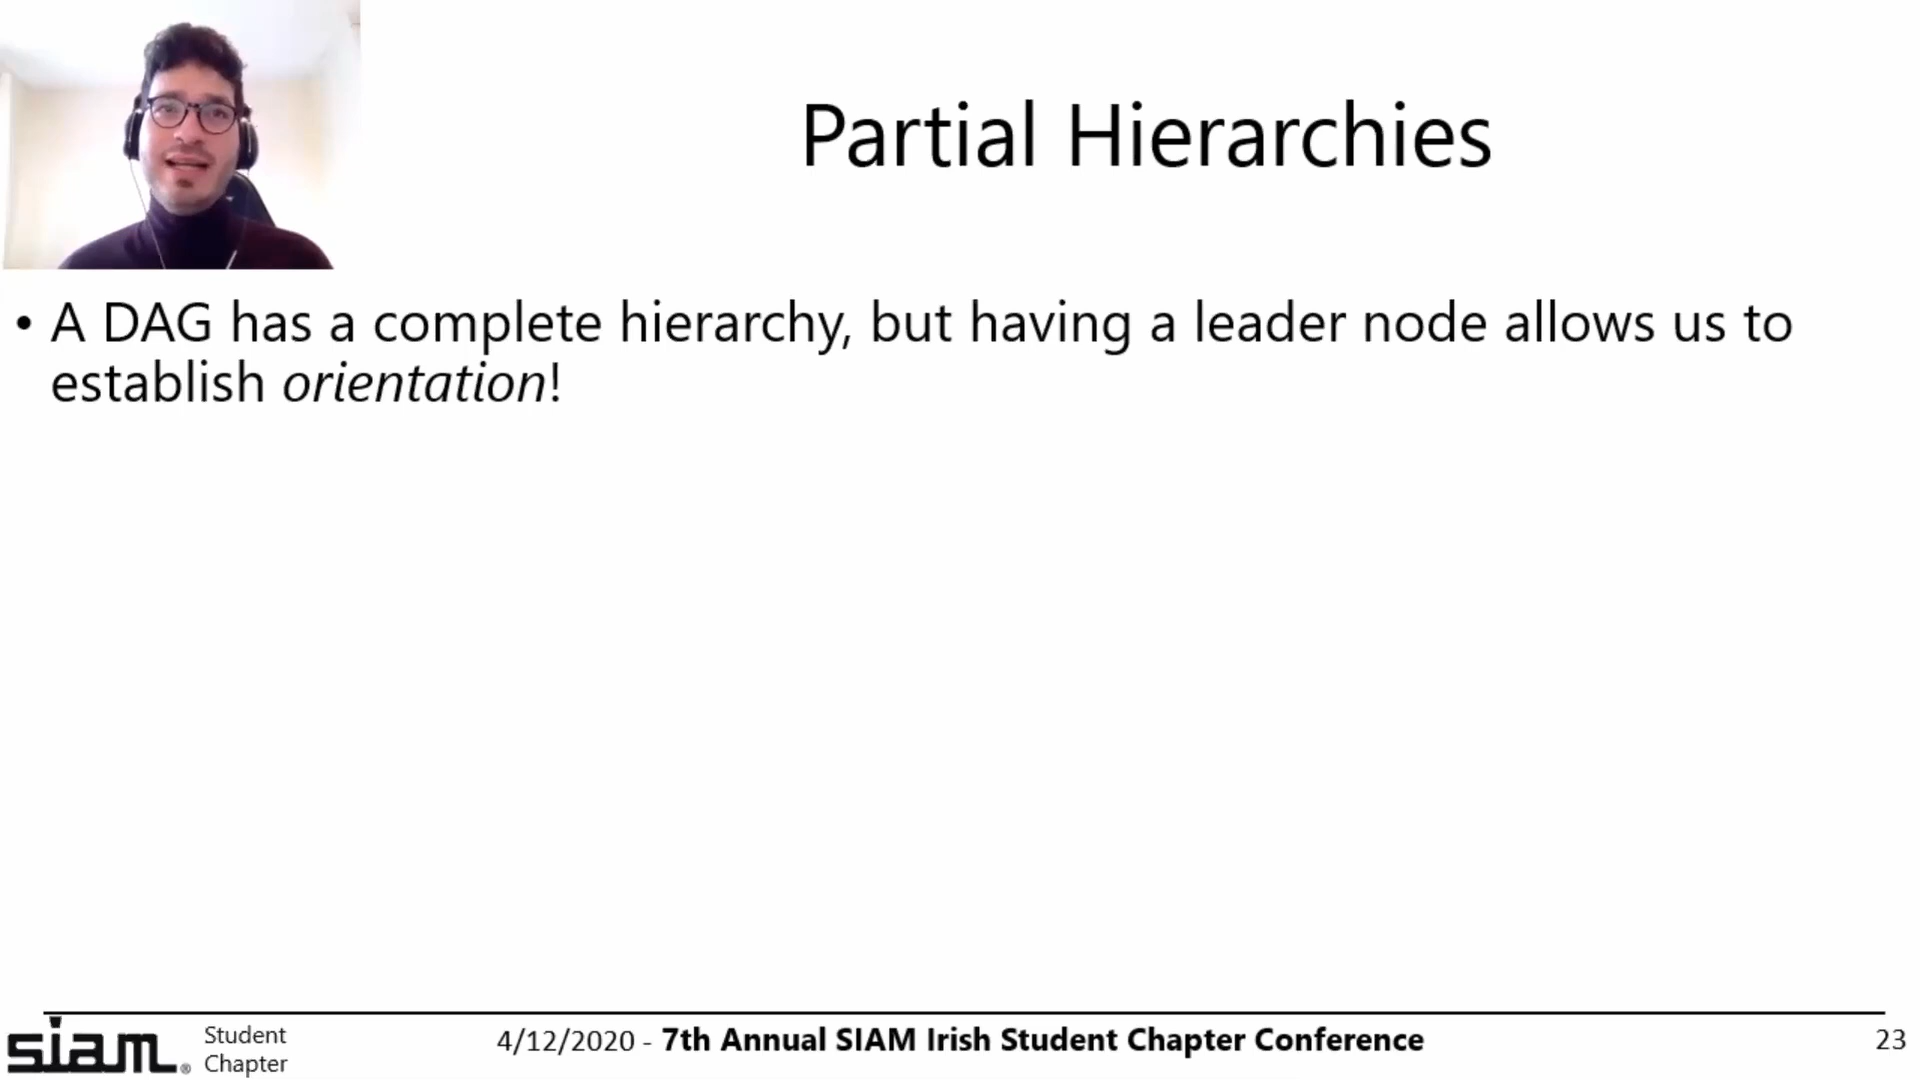 Partial Hierarchies
• A DAG has a complete hierarchy, but having a leader node allows us to
establish orientation!
siam® Student
Chapter
4/12/2020 - 7th Annual SIAM Irish Student Chapter Conference
23